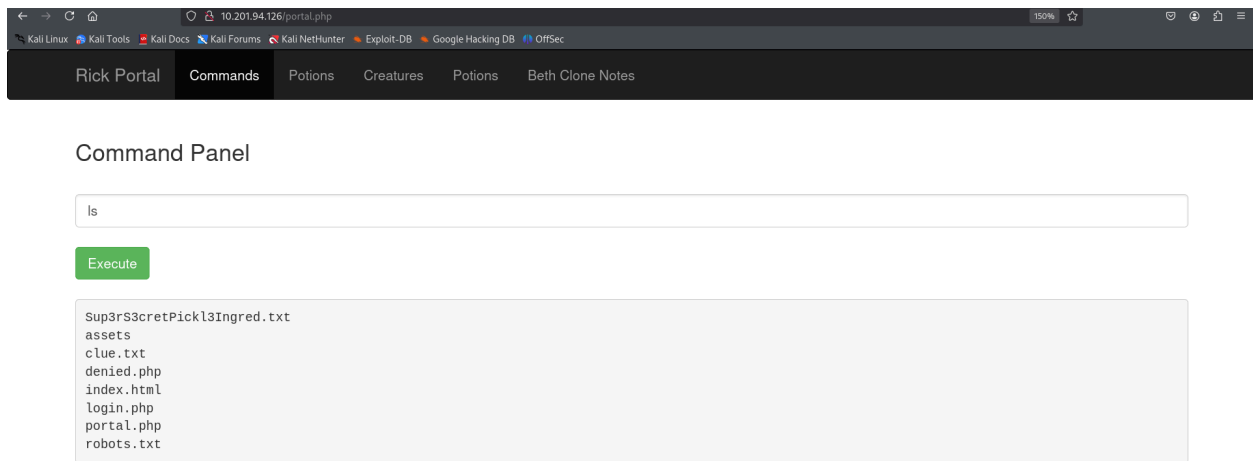 10.201.94.126/portal.php 150%
Kali Linux Kali Tools Kali Docs Kali Forums Kali NetHunter Exploit-DB Google Hacking DB OffSec
Rick Portal Commands Potions Creatures Potions Beth Clone Notes
Command Panel
ls
Execute
Sup3rS3cretPickl3Ingred.txt
assets
clue.txt
denied.php
index.html
login.php
portal.php
robots.txt